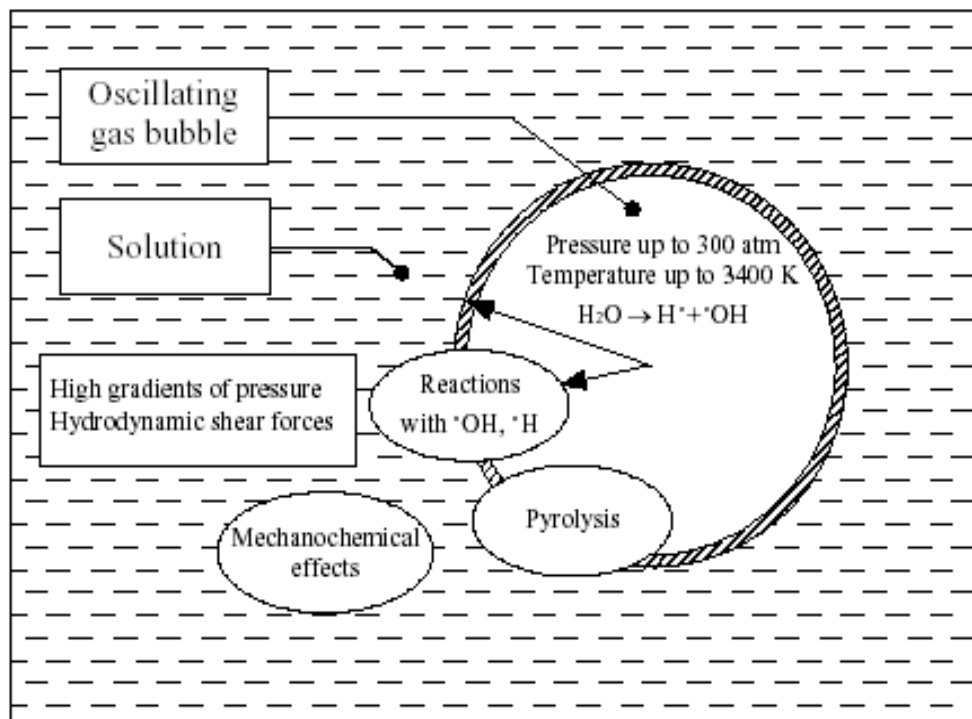 Oscillating
gas bubble
Solution
Pressure up to 300 atm
Temperature up to 3400 K
H₂O → H• + •OH
High gradients of pressure
Hydrodynamic shear forces
Reactions
with •OH, •H
Pyrolysis
Mechanochemical
effects